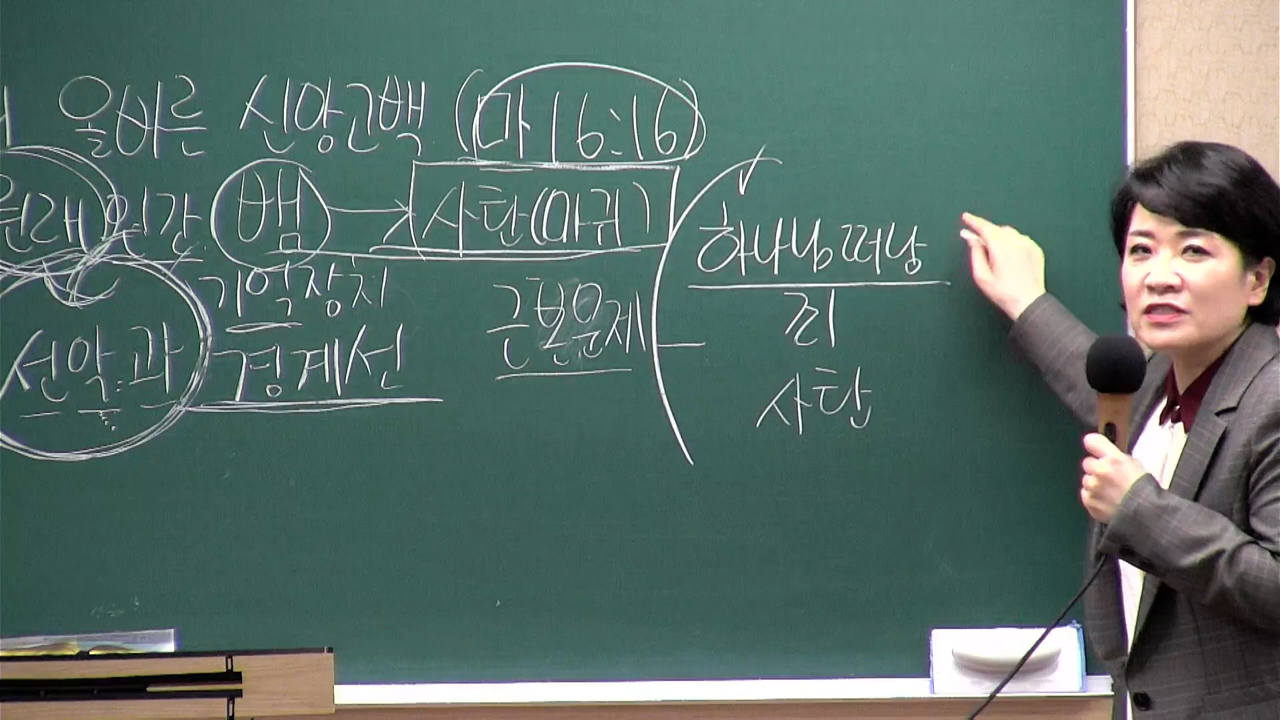 올바른 신앙고백 (마 16:16)
원래 인간 뱀 → 사탄(마귀)
하나님 떠남
기억장치
근본문제
죄
선악과 경계선
사탄